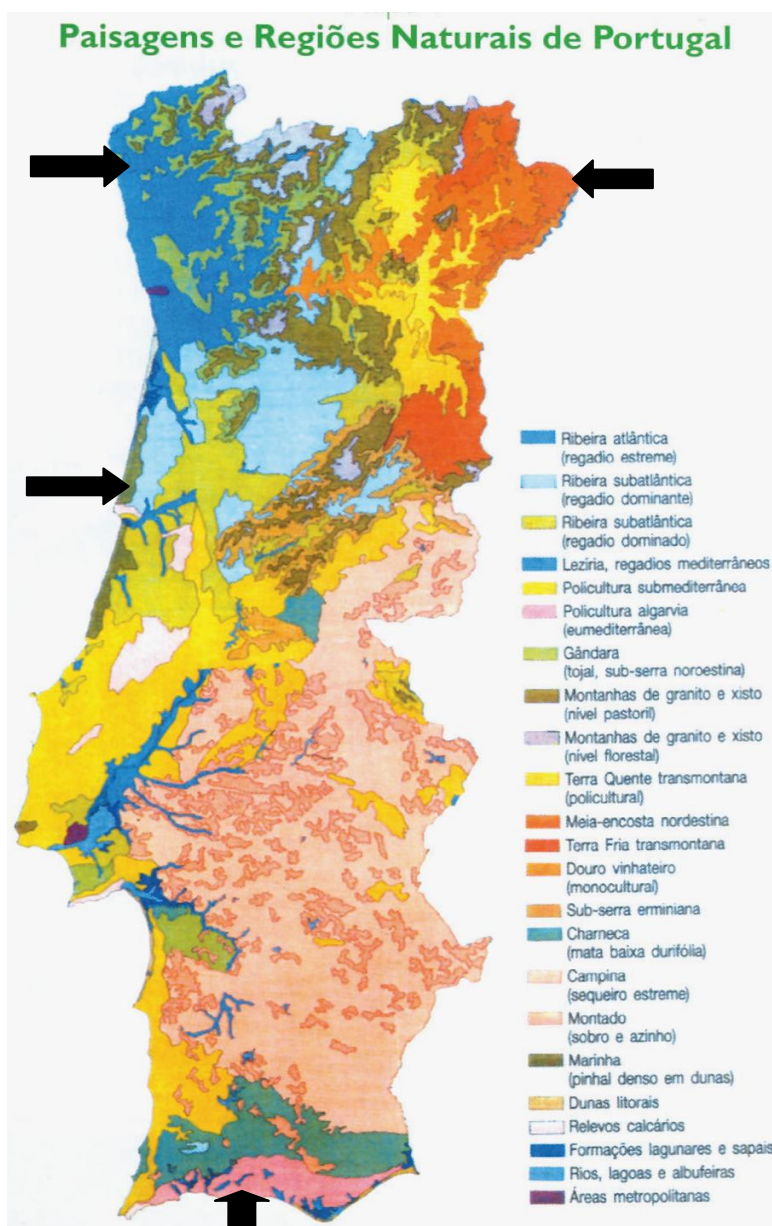 Paisagens e Regiões Naturais de Portugal
Ribeira atlântica
(regadio estreme)
Ribeira subatlântica
(regadio dominante)
Ribeira subatlântica
(regadio dominado)
Lezíria, regadios mediterrâneos
Policultura submediterrânea
Policultura algarvia
(eumediterrânea)
Gândara
(tojal, sub-serra noroestina)
Montanhas de granito e xisto
(nível pastoril)
Montanhas de granito e xisto
(nível florestal)
Terra Quente transmontana
(policultural)
Meia-encosta nordestina
Terra Fria transmontana
Douro vinhateiro
(monocultural)
Sub-serra erminiana
Charneca
(mata baixa durifólia)
Campina
(sequeiro estreme)
Montado
(sobro e azinho)
Marinha
(pinhal denso em dunas)
Dunas litorais
Relevos calcários
Formações lagunares e sapais
Rios, lagoas e albufeiras
Áreas metropolitanas